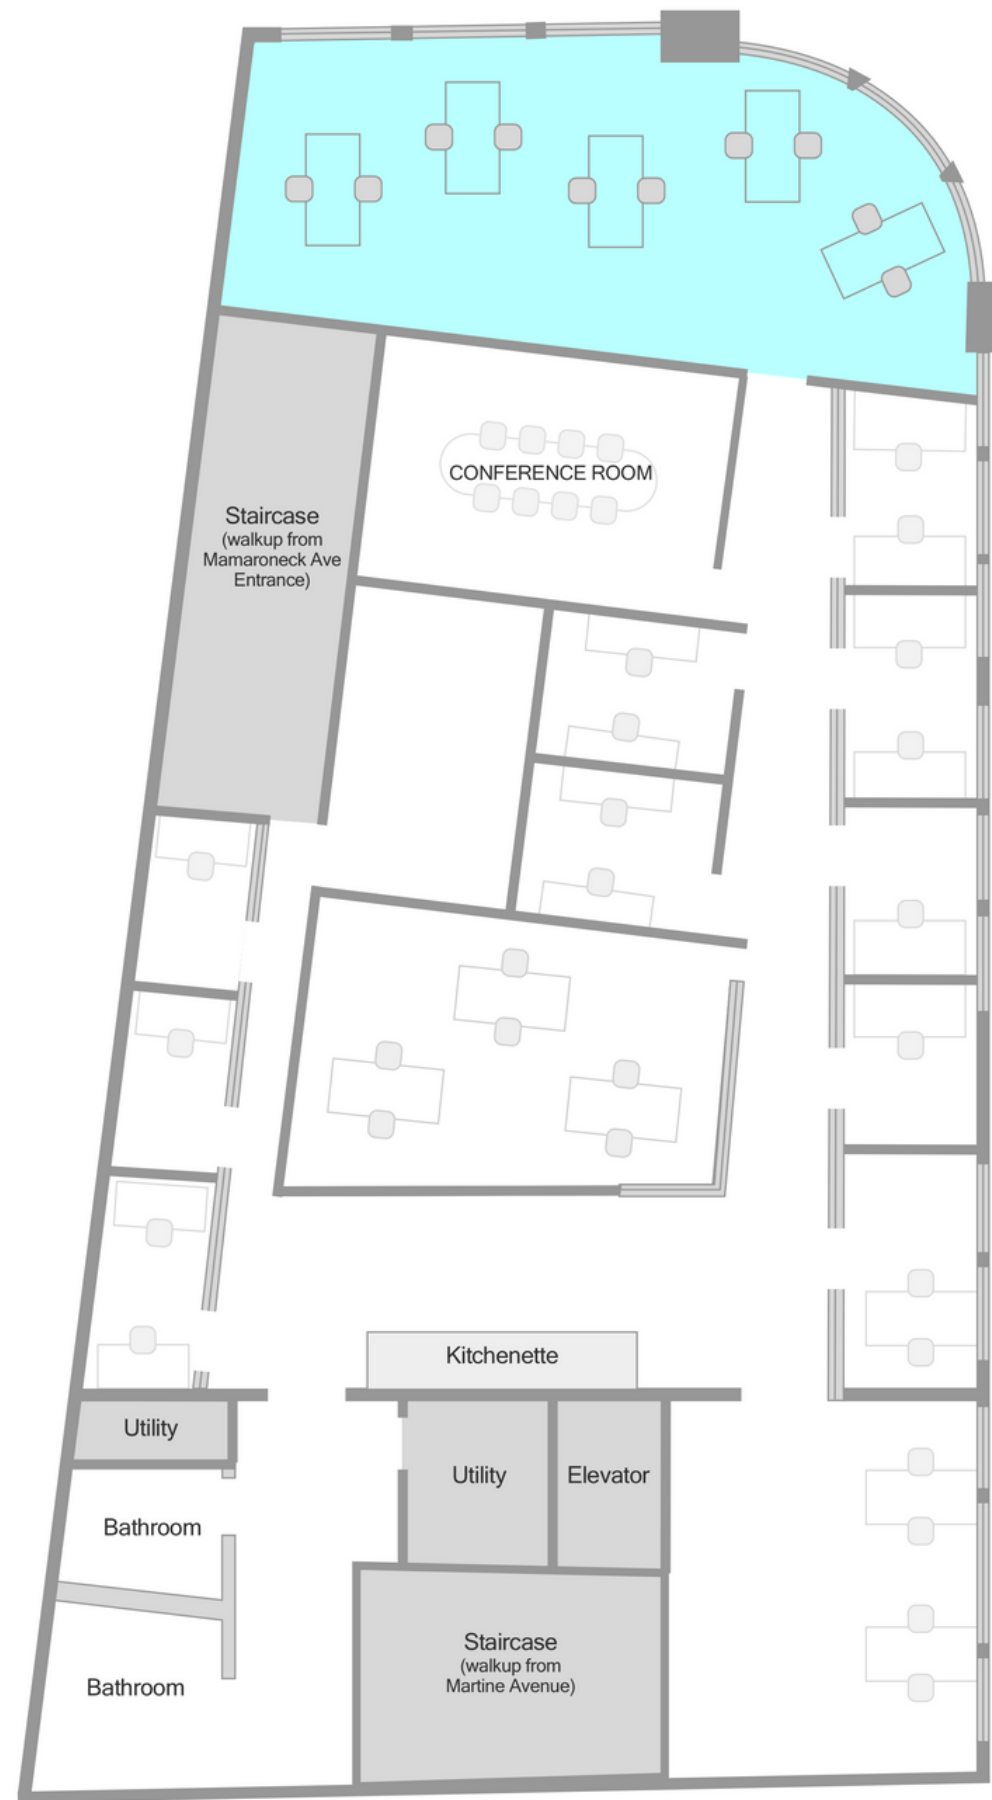 CONFERENCE ROOM
Staircase
(walkup from
Mamaroneck Ave
Entrance)
Kitchenette
Utility
Utility
Elevator
Bathroom
Staircase
(walkup from
Martine Avenue)
Bathroom